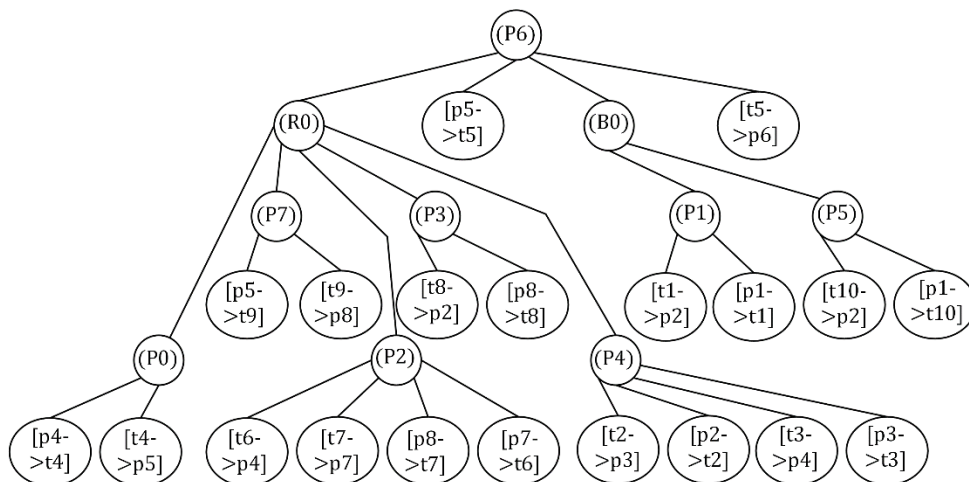 (P6)
(R0)
[p5-
>t5]
(B0)
[t5-
>p6]
(P7)
(P3)
(P1)
(P5)
[p5-
>t9]
[t9-
>p8]
[t8-
>p2]
[p8-
>t8]
[t1-
>p2]
[p1-
>t1]
[t10-
>p2]
[p1-
>t10]
(P0)
(P2)
(P4)
[p4-
>t4]
[t4-
>p5]
[t6-
>p4]
[t7-
>p7]
[p8-
>t7]
[p7-
>t6]
[t2-
>p3]
[p2-
>t2]
[t3-
>p4]
[p3-
>t3]